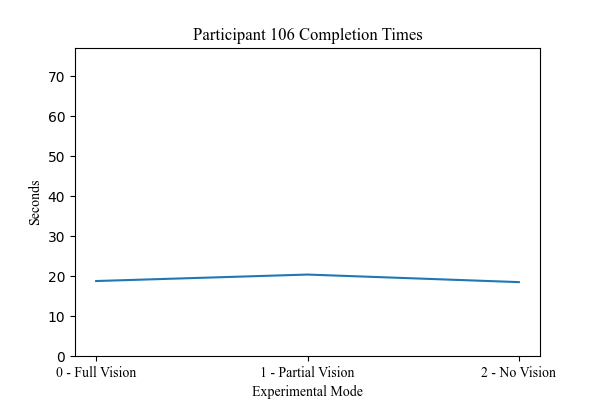 Participant 106 Completion Times
Seconds
70
60
50
40
30
20
10
0
0 - Full Vision
1 - Partial Vision
2 - No Vision
Experimental Mode